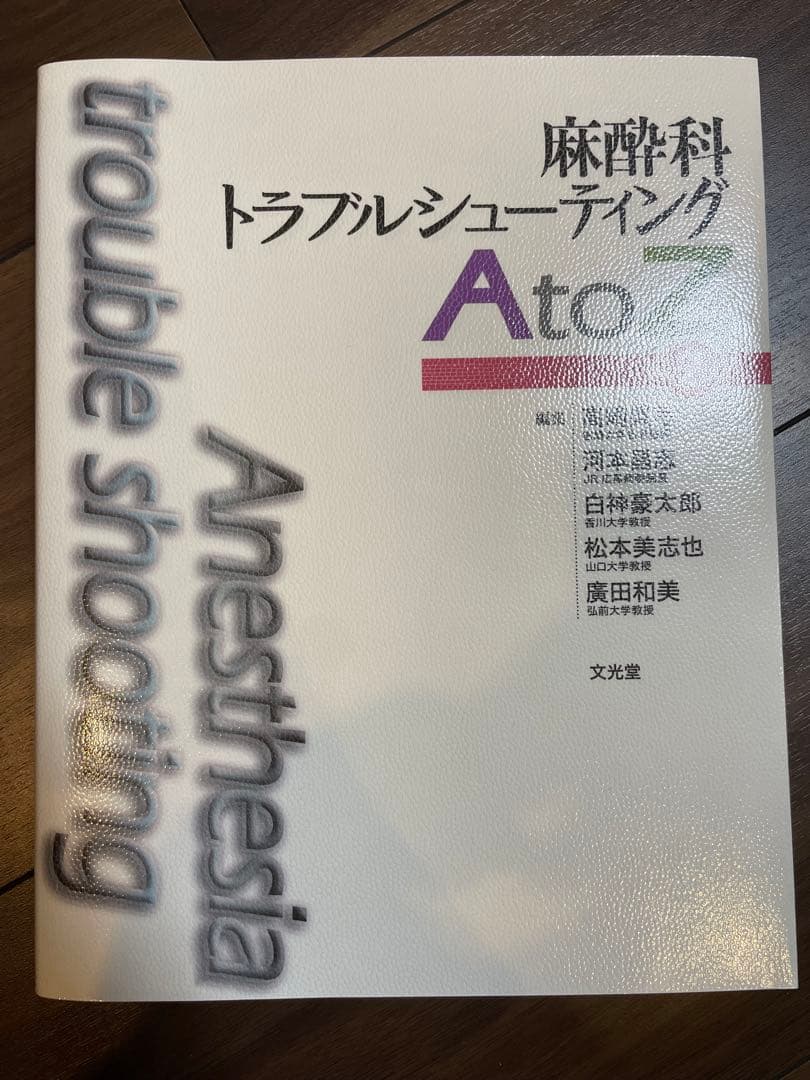 麻酔科
トラブルシューティング
A to Z
編集
河本昌志
JR広島病院院長
白神豪太郎
香川大学教授
松本美志也
山口大学教授
廣田和美
弘前大学教授
文光堂
Anesthesia
trouble shooting